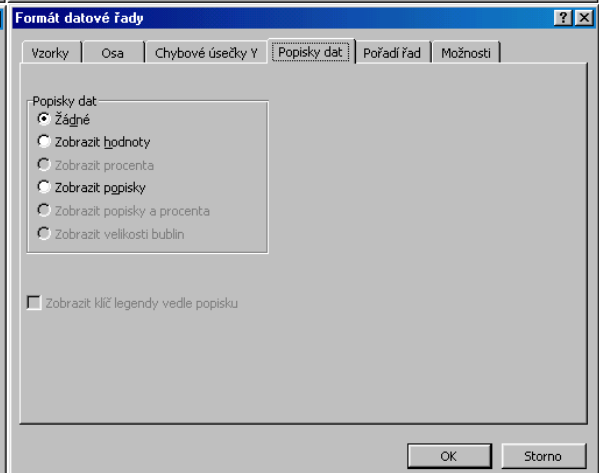 Formát datové řady
Vzorky Osa Chybové úsečky Y Popisky dat Pořadí řad Možnosti
Popisky dat
Žádné
Zobrazit hodnoty
Zobrazit procenta
Zobrazit popisky
Zobrazit popisky a procenta
Zobrazit velikosti bublin
Zobrazit klíč legendy vedle popisku
OK Storno